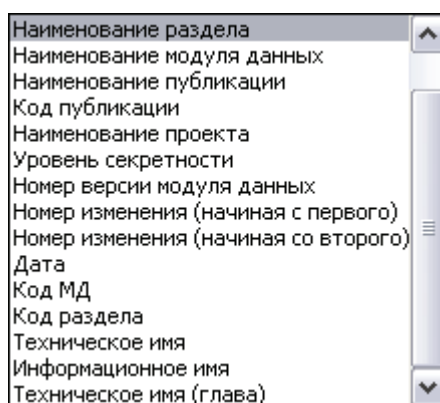 Наименование раздела
Наименование модуля данных
Наименование публикации
Код публикации
Наименование проекта
Уровень секретности
Номер версии модуля данных
Номер изменения (начиная с первого)
Номер изменения (начиная со второго)
Дата
Код МД
Код раздела
Техническое имя
Информационное имя
Техническое имя (глава)